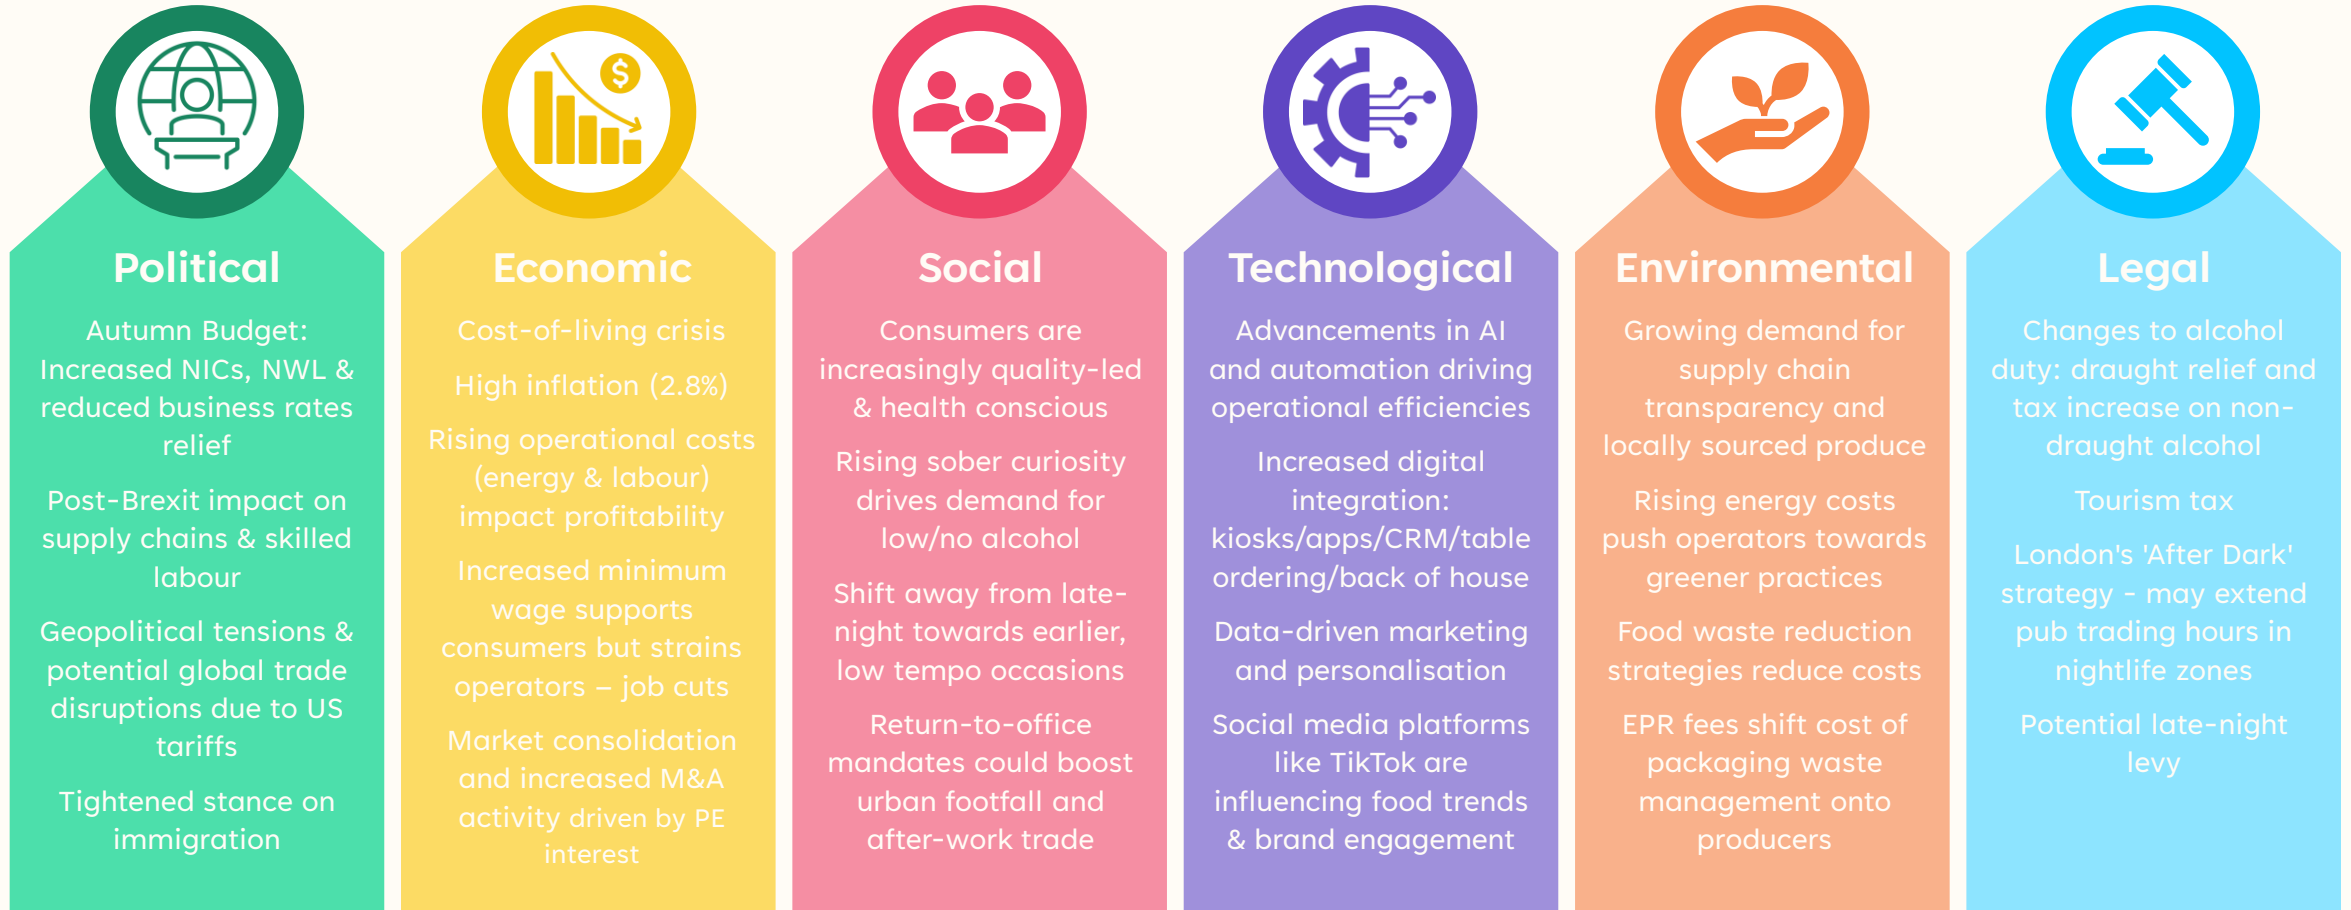 Political
Autumn Budget:
Increased NICs, NWL &
reduced business rates
relief
Post-Brexit impact on
supply chains & skilled
labour
Geopolitical tensions &
potential global trade
disruptions due to US
tariffs
Tightened stance on
immigration
Economic
Cost-of-living crisis
High inflation (2.8%)
Rising operational costs
(energy & labour)
impact profitability
Increased minimum
wage supports
consumers but strains
operators – job cuts
Market consolidation
and increased M&A
activity driven by PE
interest
Social
Consumers are
increasingly quality-led
& health conscious
Rising sober curiosity
drives demand for
low/no alcohol
Shift away from late-
night towards earlier,
low tempo occasions
Return-to-office
mandates could boost
urban footfall and
after-work trade
Technological
Advancements in AI
and automation driving
operational efficiencies
Increased digital
integration:
kiosks/apps/CRM/table
ordering/back of house
Data-driven marketing
and personalisation
Social media platforms
like TikTok are
influencing food trends
& brand engagement
Environmental
Growing demand for
supply chain
transparency and
locally sourced produce
Rising energy costs
push operators towards
greener practices
Food waste reduction
strategies reduce costs
EPR fees shift cost of
packaging waste
management onto
producers
Legal
Changes to alcohol
duty: draught relief and
tax increase on non-
draught alcohol
Tourism tax
London's 'After Dark'
strategy - may extend
pub trading hours in
nightlife zones
Potential late-night
levy
$